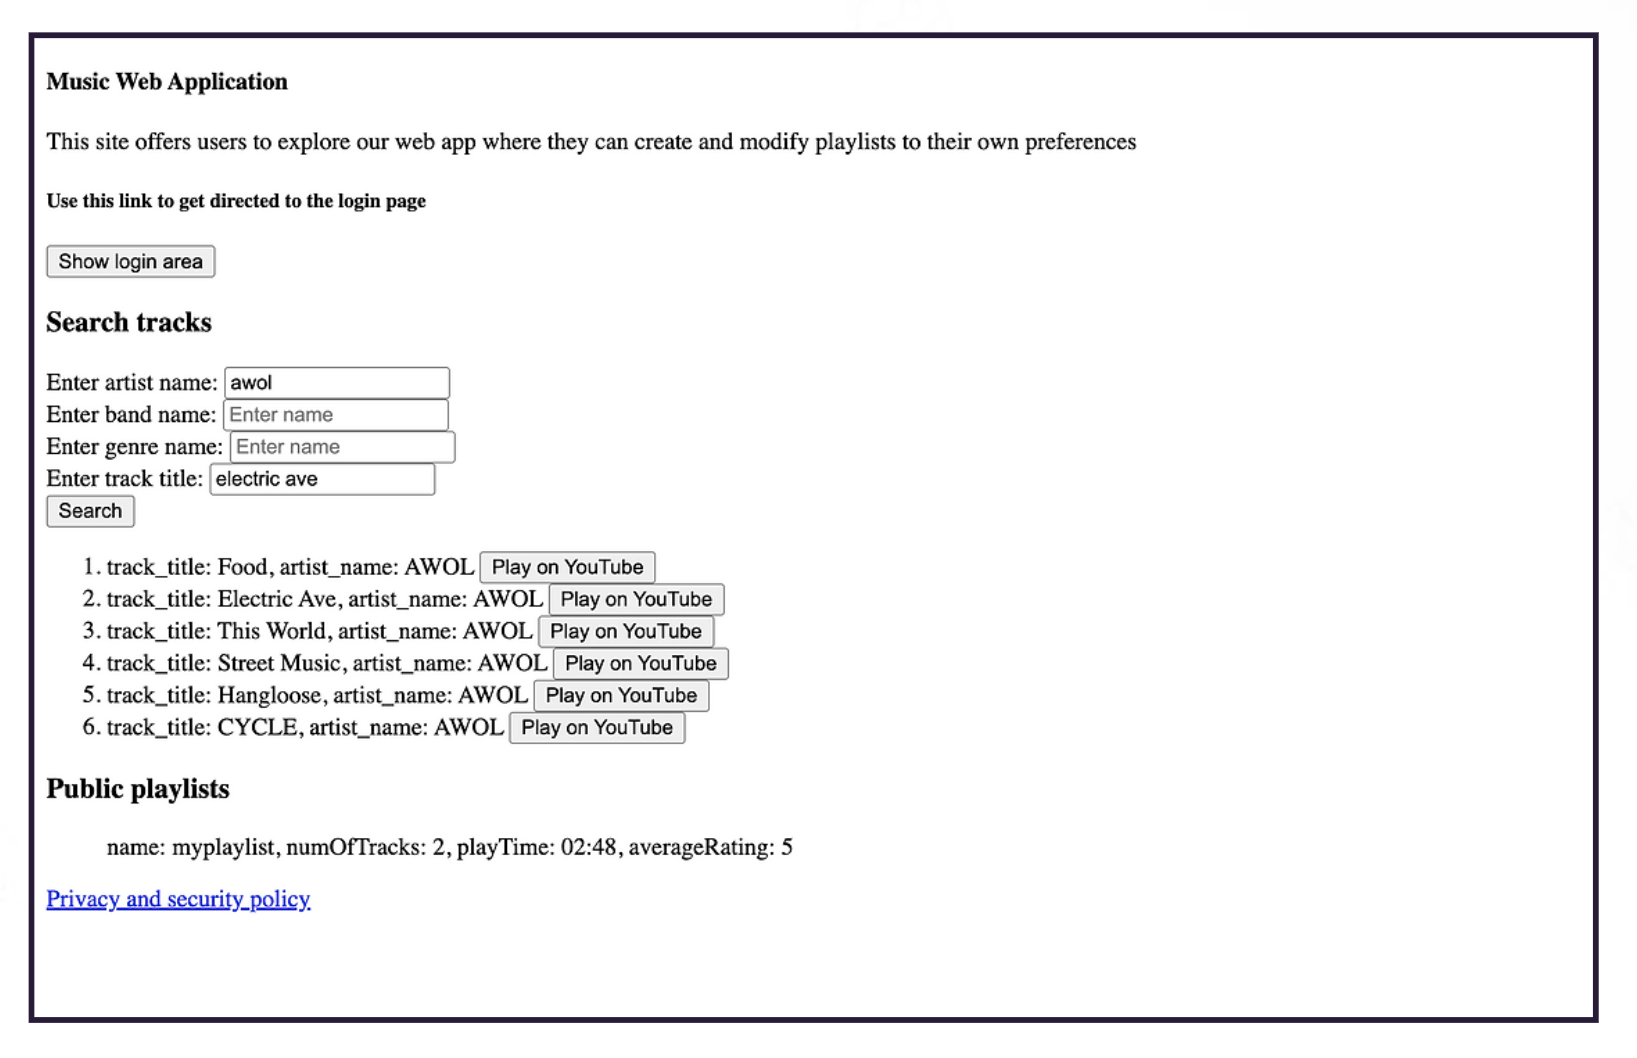 Music Web Application
This site offers users to explore our web app where they can create and modify playlists to their own preferences
Use this link to get directed to the login page
Show login area
Search tracks
Enter artist name: awol
Enter band name: Enter name
Enter genre name: Enter name
Enter track title: electric ave
Search
1. track_title: Food, artist_name: AWOL Play on YouTube
2. track_title: Electric Ave, artist_name: AWOL Play on YouTube
3. track_title: This World, artist_name: AWOL Play on YouTube
4. track_title: Street Music, artist_name: AWOL Play on YouTube
5. track_title: Hangloose, artist_name: AWOL Play on YouTube
6. track_title: CYCLE, artist_name: AWOL Play on YouTube
Public playlists
name: myplaylist, numOfTracks: 2, playTime: 02:48, averageRating: 5
Privacy and security policy